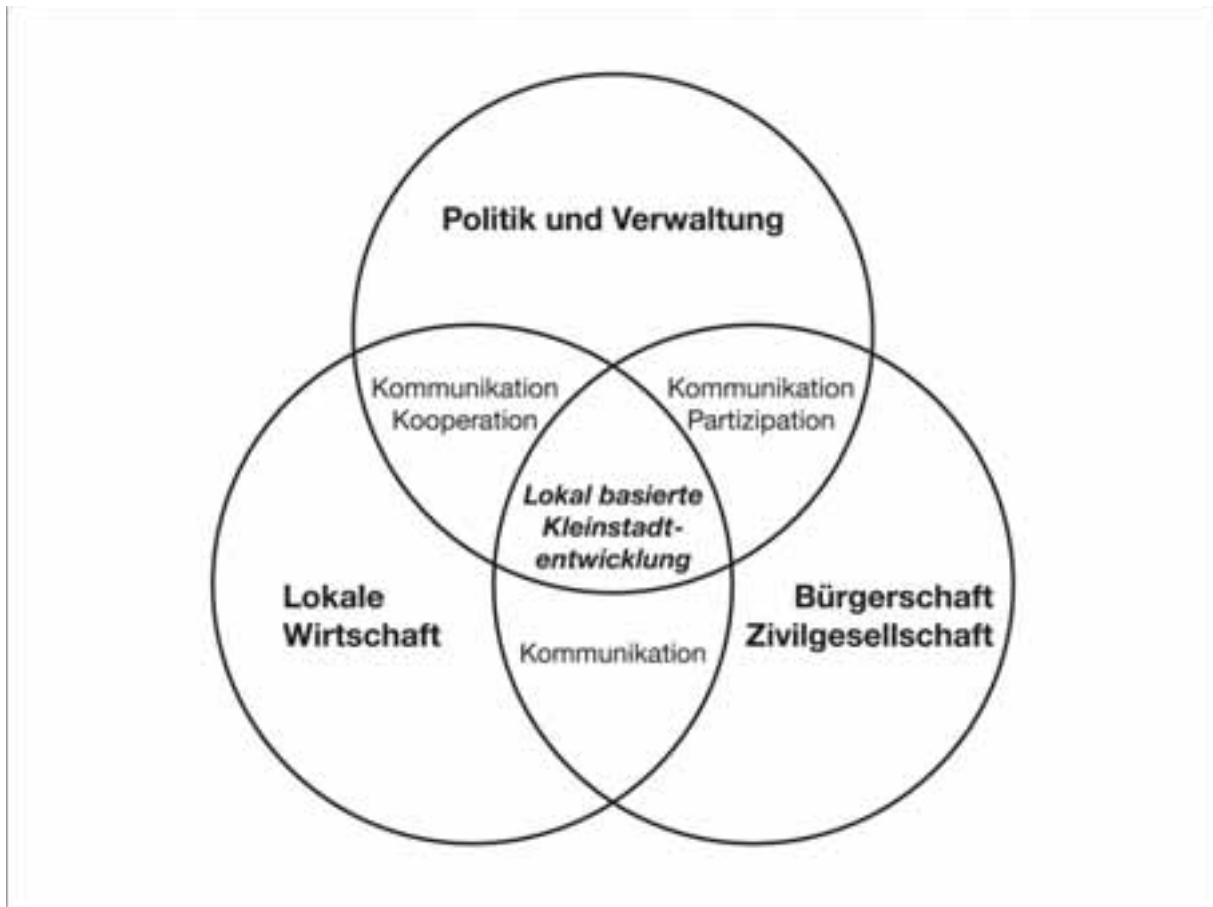 Politik und Verwaltung
Kommunikation
Kooperation
Kommunikation
Partizipation
Lokal basierte
Kleinstadt-
entwicklung
Lokale
Wirtschaft
Bürgerschaft
Zivilgesellschaft
Kommunikation